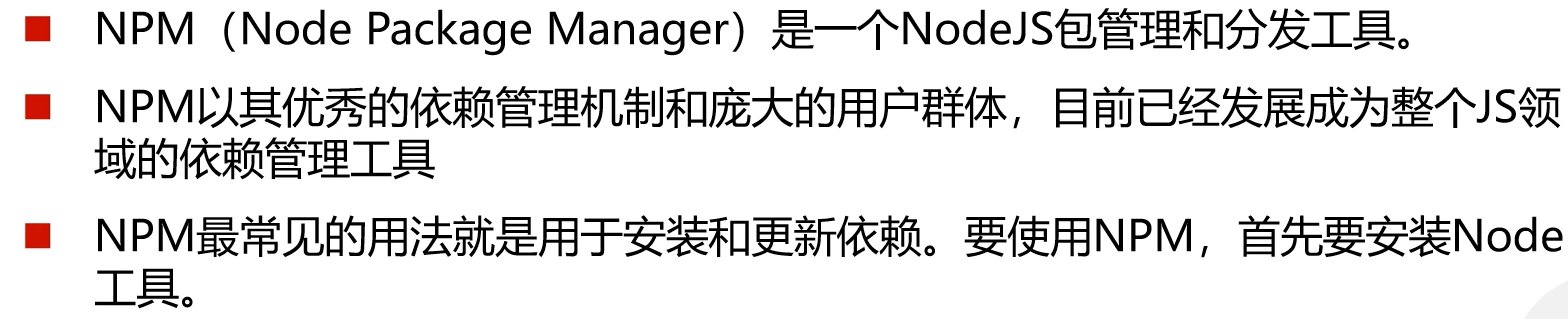 NPM（Node Package Manager）是一个NodeJS包管理和分发工具。
NPM以其优秀的依赖管理机制和庞大的用户群体，目前已经发展成为整个JS领
域的依赖管理工具
NPM最常见的用法就是用于安装和更新依赖。要使用NPM，首先要安装Node
工具。